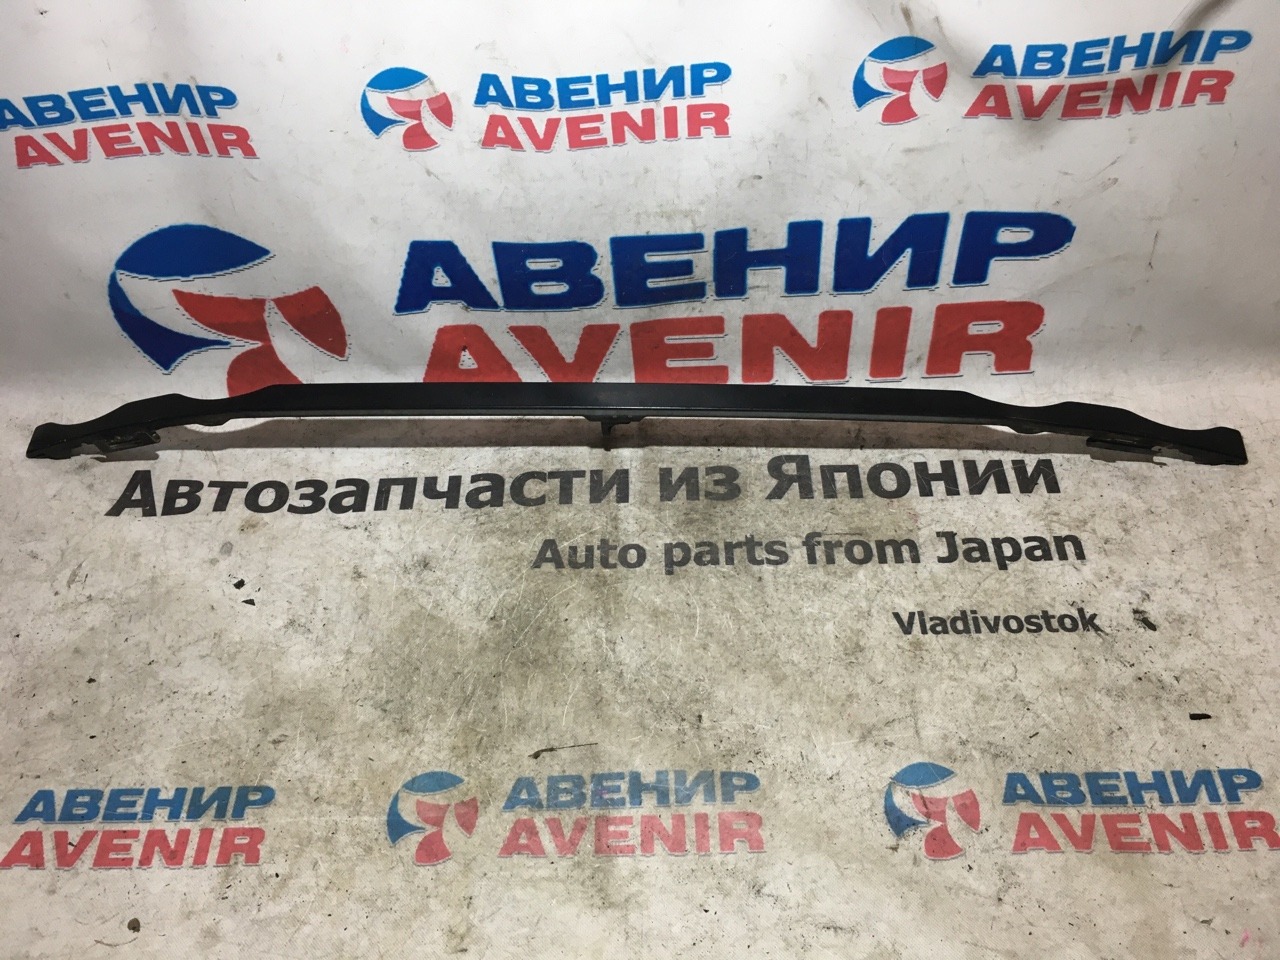 АВЕНИР
AVENIR
АВЕНИР
AVENIR
АВЕНИР
AVENIR
АВЕНИР
AVENIR
Автозапчасти из Японии
Auto parts from Japan
Vladivostok
АВЕНИР
AVENIR
АВЕНИР
AVENIR
АВЕНИР
AVENIR